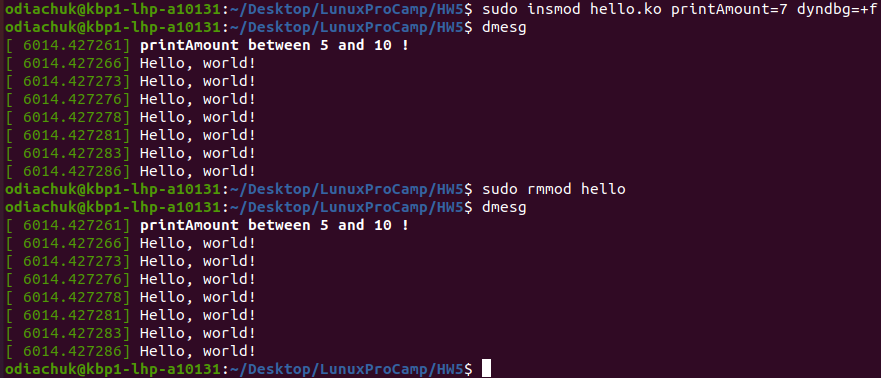 odiachuk@kbp1-lhp-a10131:~/Desktop/LunuxProCamp/HW5$ sudo insmod hello.ko printAmount=7 dyndbg=+f
odiachuk@kbp1-lhp-a10131:~/Desktop/LunuxProCamp/HW5$ dmesg
[ 6014.427261] printAmount between 5 and 10 !
[ 6014.427266] Hello, world!
[ 6014.427273] Hello, world!
[ 6014.427276] Hello, world!
[ 6014.427278] Hello, world!
[ 6014.427281] Hello, world!
[ 6014.427283] Hello, world!
[ 6014.427286] Hello, world!
odiachuk@kbp1-lhp-a10131:~/Desktop/LunuxProCamp/HW5$ sudo rmmod hello
odiachuk@kbp1-lhp-a10131:~/Desktop/LunuxProCamp/HW5$ dmesg
[ 6014.427261] printAmount between 5 and 10 !
[ 6014.427266] Hello, world!
[ 6014.427273] Hello, world!
[ 6014.427276] Hello, world!
[ 6014.427278] Hello, world!
[ 6014.427281] Hello, world!
[ 6014.427283] Hello, world!
[ 6014.427286] Hello, world!
odiachuk@kbp1-lhp-a10131:~/Desktop/LunuxProCamp/HW5$